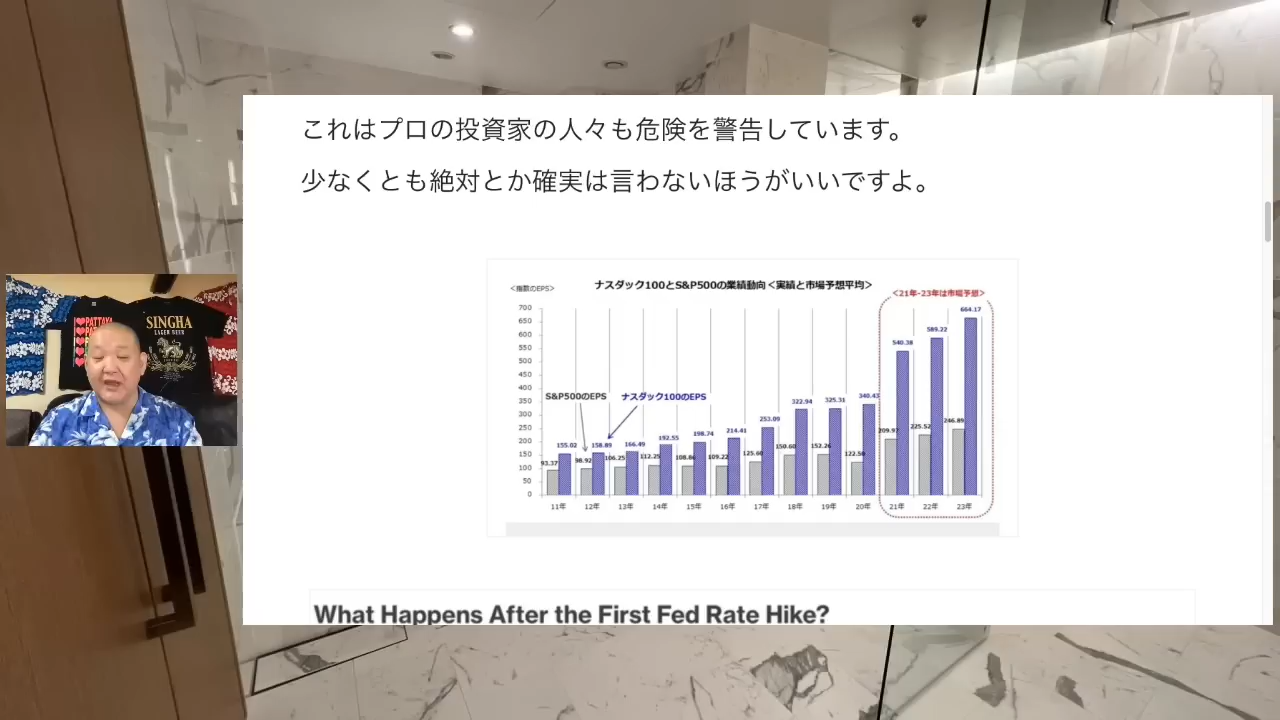 これはプロの投資家の人々も危険を警告しています。
少なくとも絶対とか確実は言わないほうがいいですよ。
ナスダック100とS&P500の業績動向<実績と市場予想平均>
<指数のEPS>
<21年-23年は市場予想>
700
650
600
550
500
450
400
350
300
250
200
150
100
50
0
S&P500のEPS
ナスダック100のEPS
93.37 155.02
98.92 158.89
106.25 166.49
112.25 192.55
108.86 198.74
109.22 214.41
125.60 253.09
150.60 322.94
152.26 325.31
122.50 340.43
209.97 540.38
225.52 589.22
246.89 664.17
11年 12年 13年 14年 15年 16年 17年 18年 19年 20年 21年 22年 23年
What Happens After the First Fed Rate Hike?
PATTAYA
SINGHA
LAGER BEER